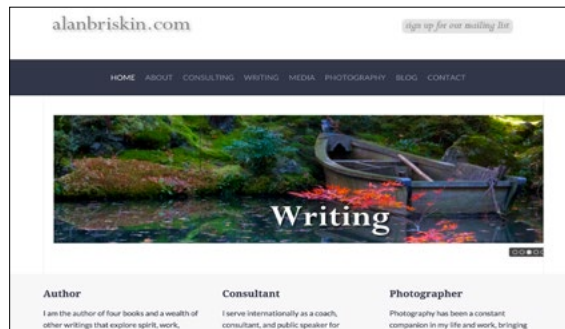 alanbriskin.com
sign up for our mailing list
HOME ABOUT CONSULTING WRITING MEDIA PHOTOGRAPHY BLOG CONTACT
Writing
Author
I am the author of four books and a wealth of
other writings that explore spirit, work,
Consultant
I serve internationally as a coach,
consultant, and public speaker for
Photographer
Photography has been a constant
companion in my life and work, bringing